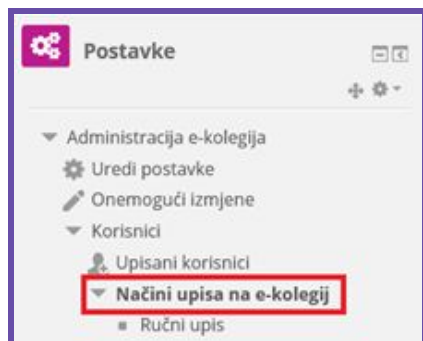 Postavke
Administracija e-kolegija
Uredi postavke
Onemogući izmjene
Korisnici
Upisani korisnici
Načini upisa na e-kolegij
Ručni upis